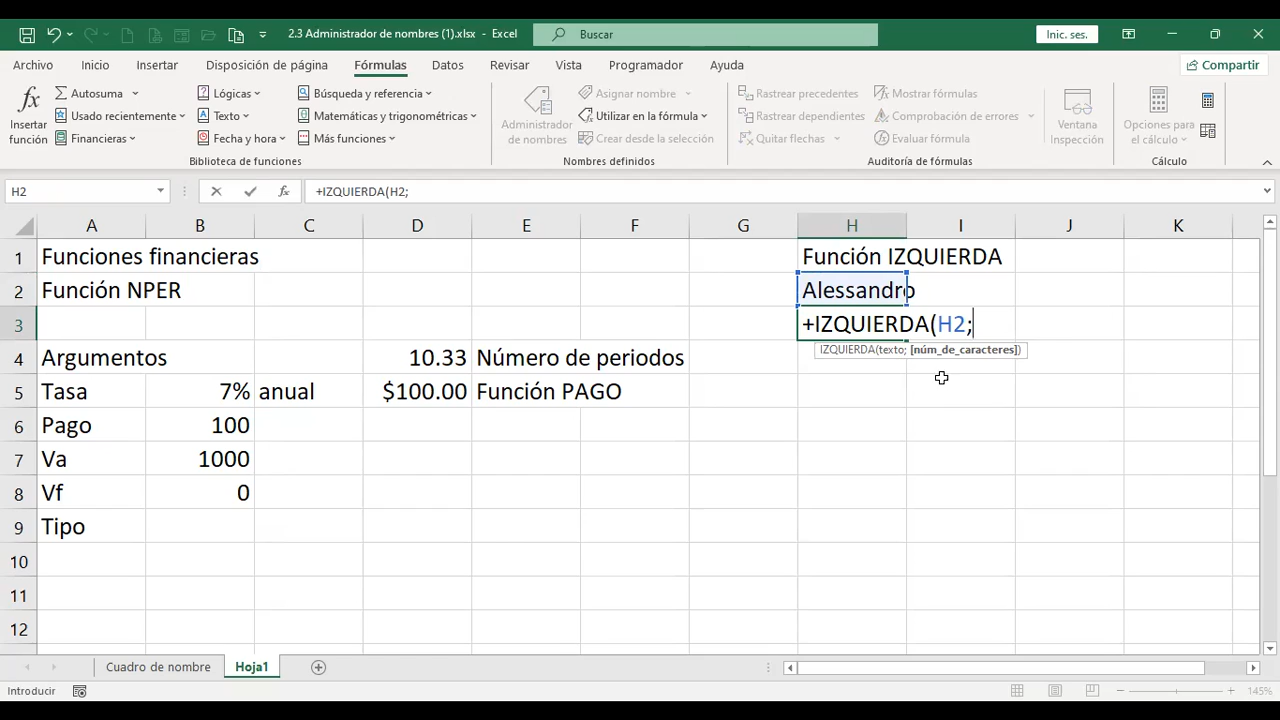 2.3 Administrador de nombres (1).xlsx - Excel
Buscar
Inic. ses.
Archivo Inicio Insertar Disposición de página Fórmulas Datos Revisar Vista Programador Ayuda
Compartir
Insertar función
Autosuma
Usado recientemente
Financieras
Lógicas
Texto
Fecha y hora
Búsqueda y referencia
Matemáticas y trigonométricas
Más funciones
Biblioteca de funciones
Administrador de nombres
Asignar nombre
Utilizar en la fórmula
Crear desde la selección
Nombres definidos
Rastrear precedentes
Rastrear dependientes
Quitar flechas
Mostrar fórmulas
Comprobación de errores
Evaluar fórmula
Auditoría de fórmulas
Ventana Inspección
Opciones para el cálculo
Cálculo
H2 fx +IZQUIERDA(H2;
A B C D E F G H I J K
1 Funciones financieras Función IZQUIERDA
2 Función NPER Alessandro
3 +IZQUIERDA(H2;
IZQUIERDA(texto; [núm_de_caracteres])
4 Argumentos 10.33 Número de periodos
5 Tasa 7% anual $100.00 Función PAGO
6 Pago 100
7 Va 1000
8 Vf 0
9 Tipo
10
11
12
Cuadro de nombre Hoja1
Introducir 145%